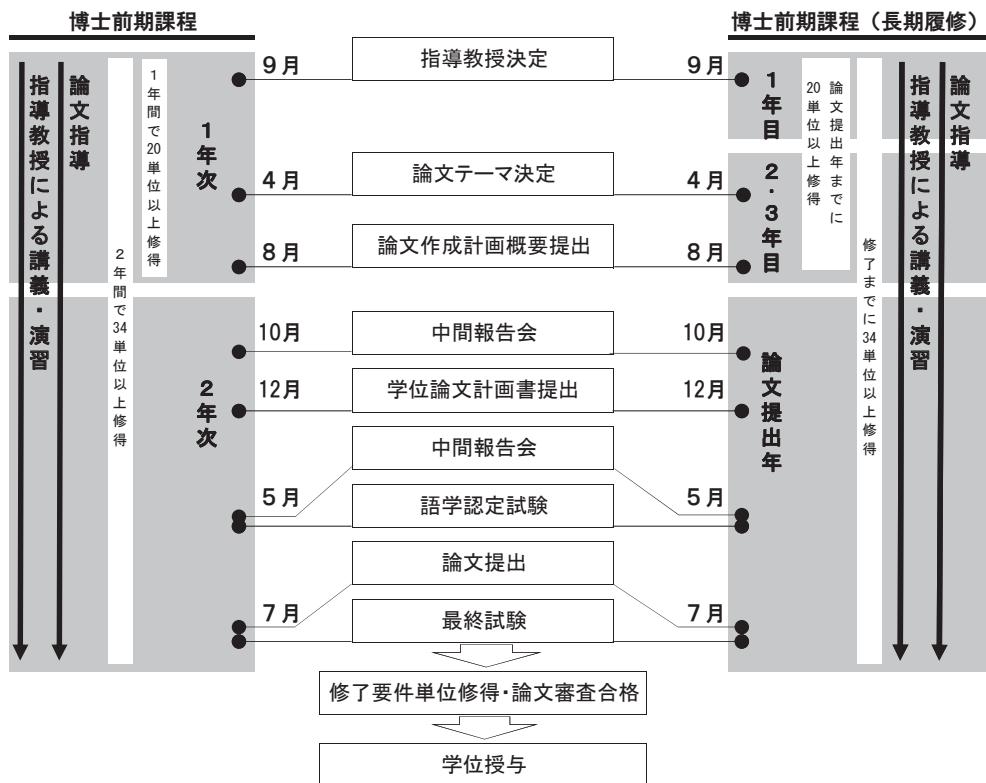 博士前期課程
博士前期課程（長期履修）
指導教授による講義・演習
論文指導
2年間で34単位以上修得
1年間で20単位以上修得
1年次
2年次
9月
指導教授決定
9月
4月
論文テーマ決定
4月
8月
論文作成計画概要提出
8月
10月
中間報告会
10月
12月
学位論文計画書提出
12月
中間報告会
5月
語学認定試験
5月
論文提出
7月
最終試験
7月
修了要件単位修得・論文審査合格
学位授与
1年目
2・3年目
論文提出年
論文提出年までに
20単位以上修得
修了までに34単位以上修得
指導教授による講義・演習
論文指導